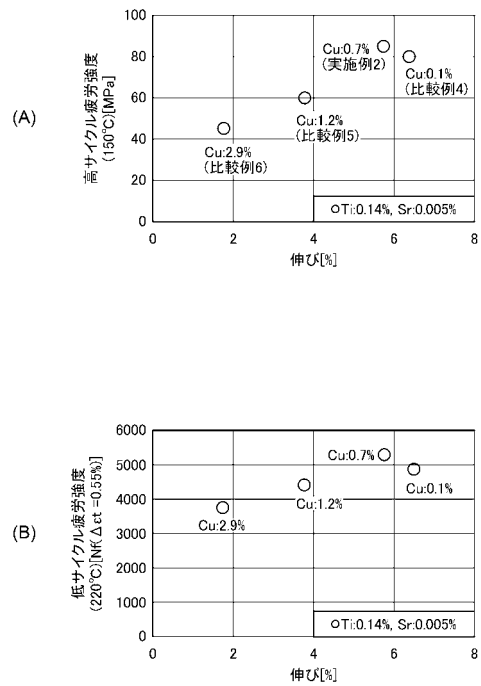 (A)
高サイクル疲労強度
(150℃)[MPa]
100
80
60
40
20
0
Cu:0.7%
(実施例2)
Cu:0.1%
(比較例4)
Cu:1.2%
(比較例5)
Cu:2.9%
(比較例6)
Ti:0.14%, Sr:0.005%
0 2 4 6 8
伸び[%]
(B)
低サイクル疲労強度
(220℃)[Nf(Δεt=0.55%)]
6000
5000
4000
3000
2000
1000
0
Cu:0.7%
Cu:0.1%
Cu:1.2%
Cu:2.9%
Ti:0.14%, Sr:0.005%
0 2 4 6 8
伸び[%]